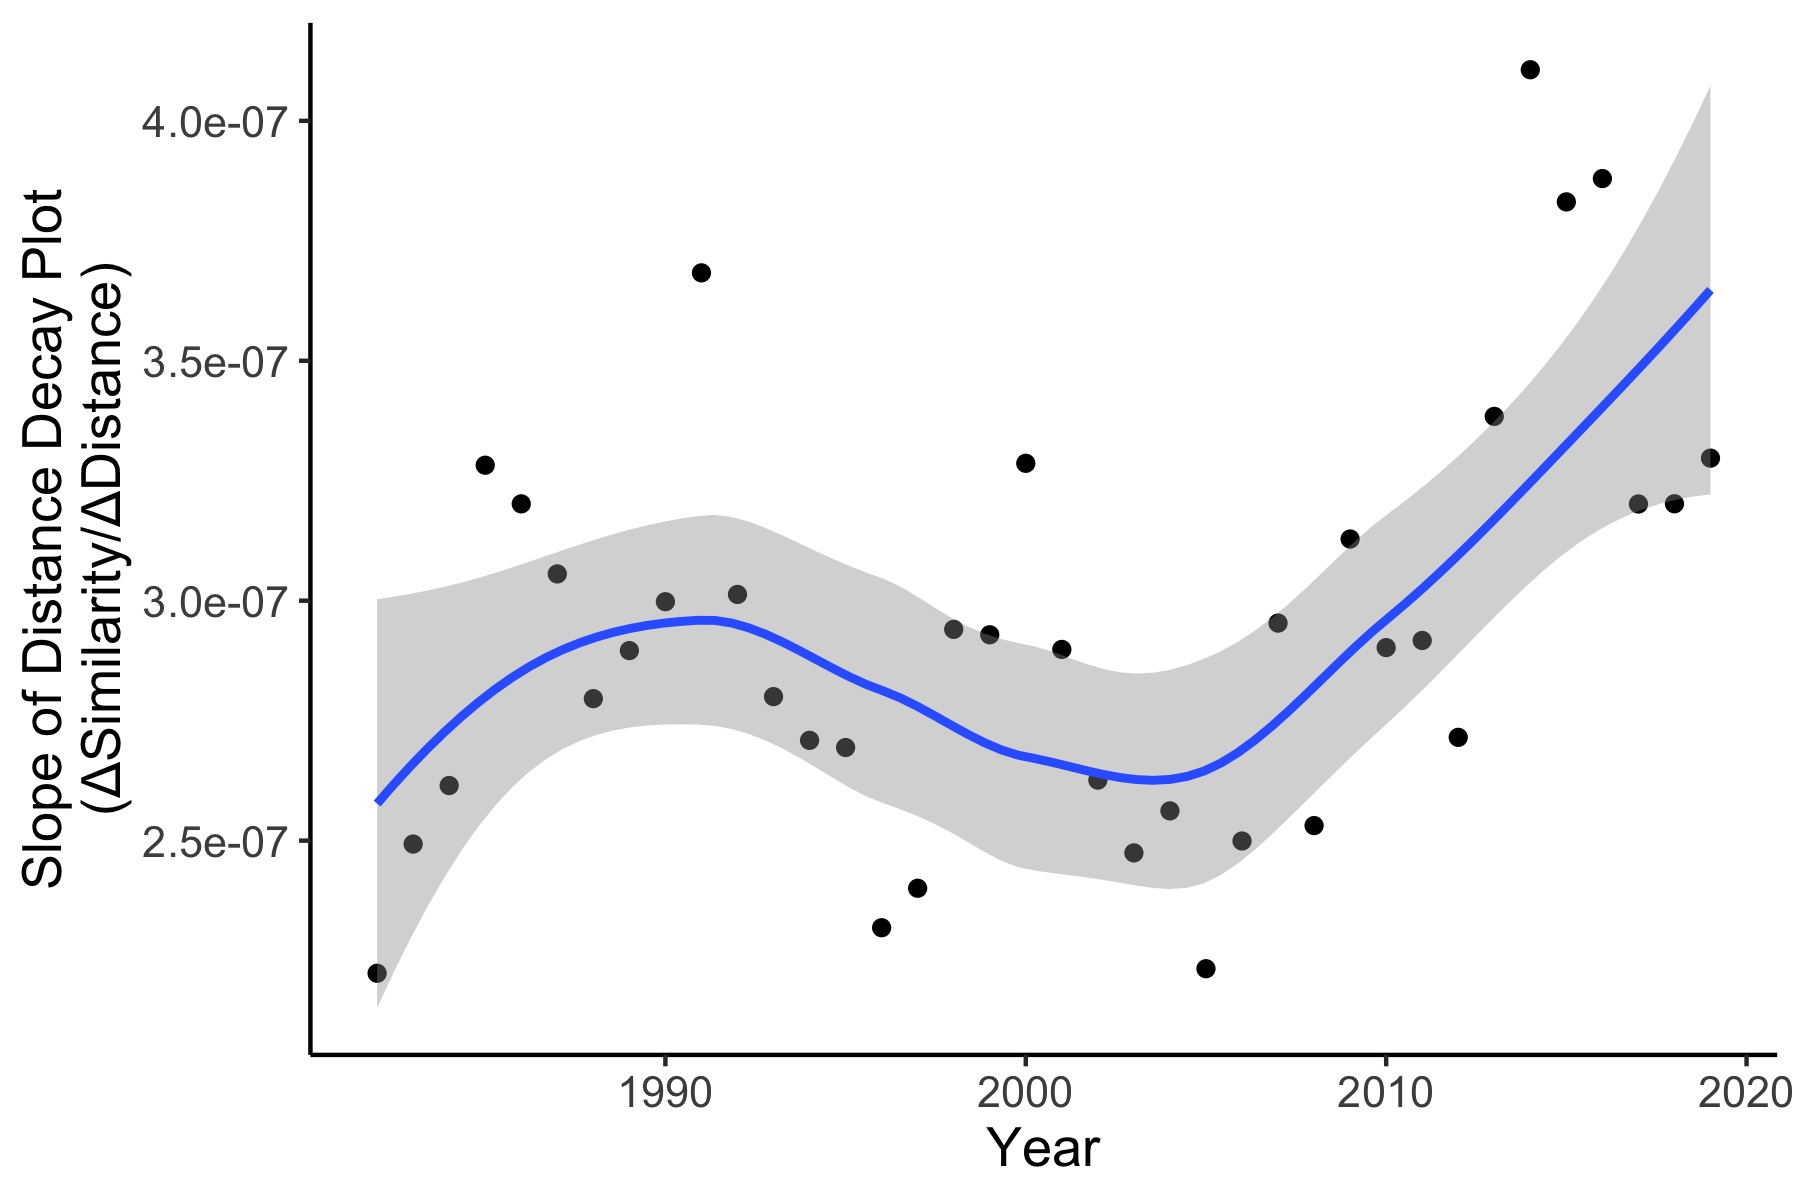 Slope of Distance Decay Plot
(ΔSimilarity/ΔDistance)
4.0e-07
3.5e-07
3.0e-07
2.5e-07
1990
2000
2010
2020
Year